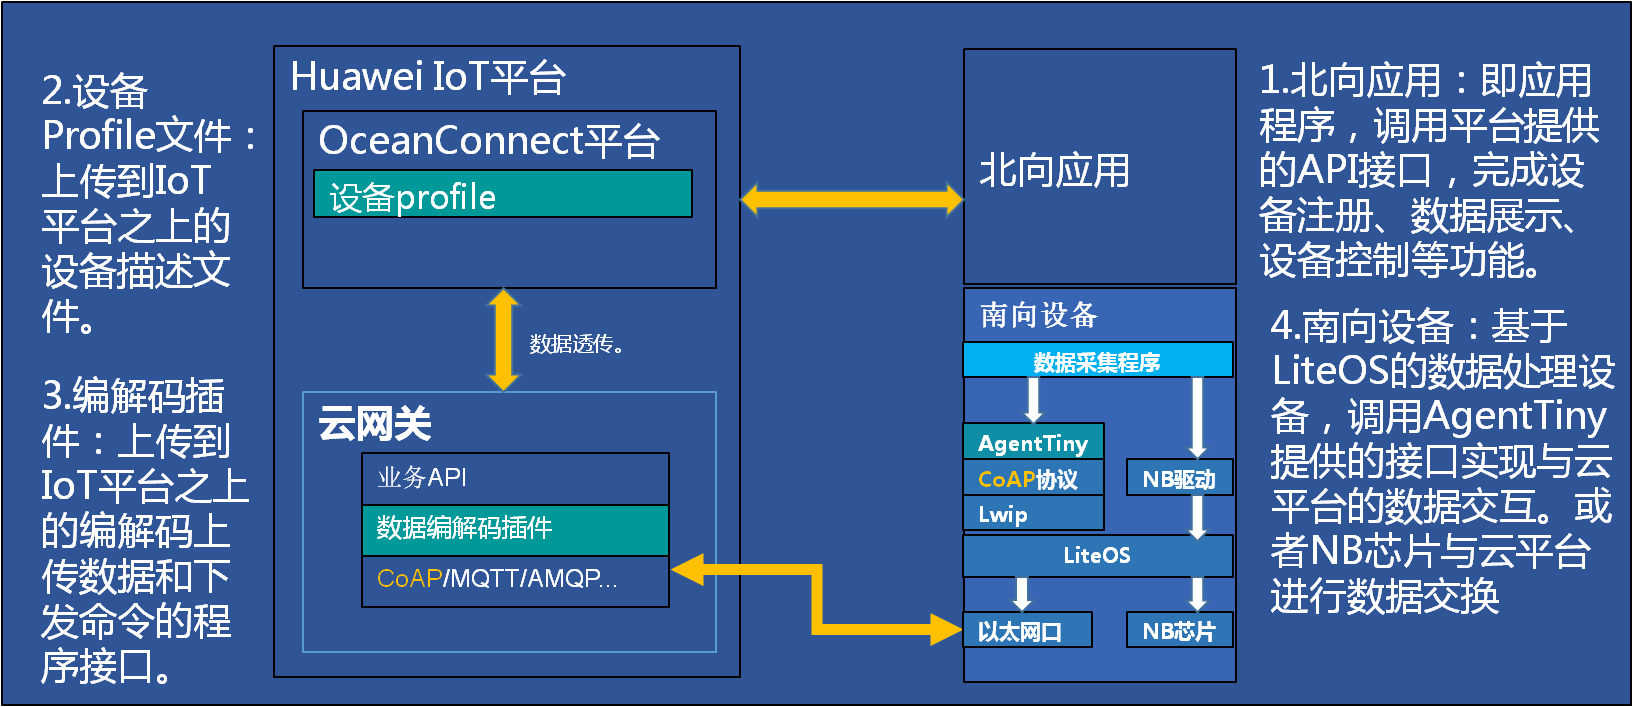 2.设备
Profile文件：
上传到IoT
平台之上的
设备描述文
件。
3.编解码插
件：上传到
IoT平台之上
的编解码上
传数据和下
发命令的程
序接口。
Huawei IoT平台
OceanConnect平台
设备profile
数据透传。
云网关
业务API
数据编解码插件
CoAP/MQTT/AMQP...
北向应用
南向设备
数据采集程序
AgentTiny
CoAP协议
Lwip
NB驱动
LiteOS
以太网口
NB芯片
1.北向应用：即应用
程序，调用平台提供
的API接口，完成设
备注册、数据展示、
设备控制等功能。
4.南向设备：基于
LiteOS的数据处理设
备，调用AgentTiny
提供的接口实现与云
平台的数据交互。或
者NB芯片与云平台
进行数据交换